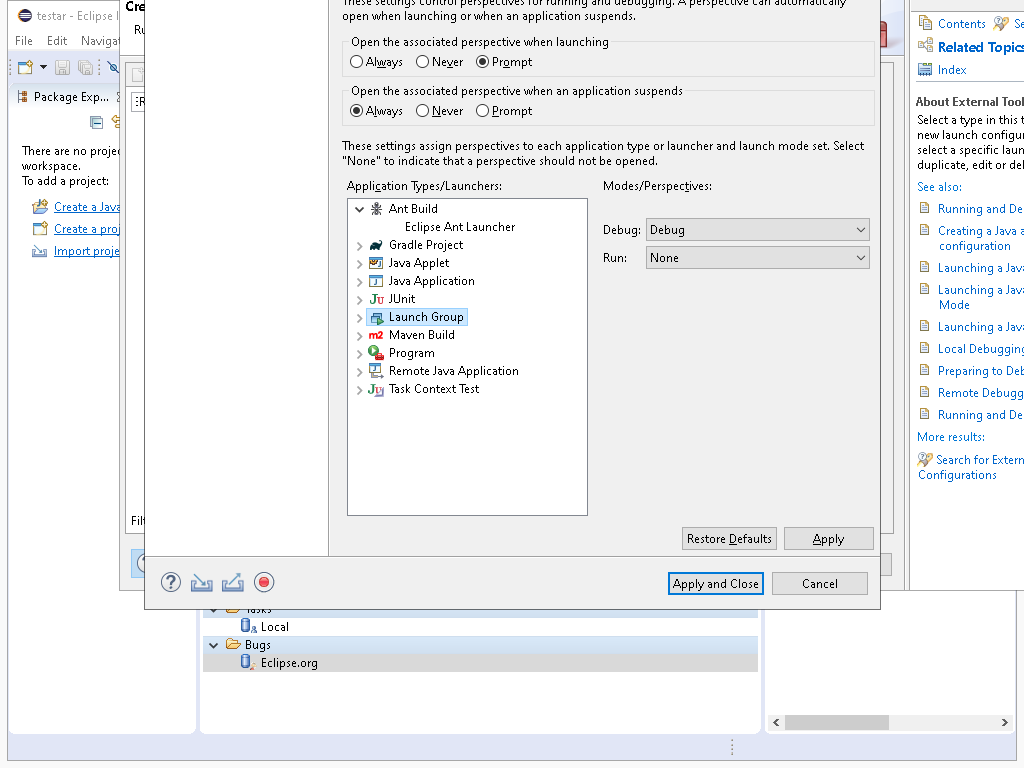 testar - Eclipse I
File Edit Navigat
Package Exp...
There are no proje
workspace.
To add a project:
Create a Java
Create a proj
Import proje
Cre
Ru
Filt
These settings control perspectives for running and debugging. A perspective can automatically
open when launching or when an application suspends.
Open the associated perspective when launching
Always Never Prompt
Open the associated perspective when an application suspends
Always Never Prompt
These settings assign perspectives to each application type or launcher and launch mode set. Select
"None" to indicate that a perspective should not be opened.
Application Types/Launchers:
Modes/Perspectives:
Ant Build
Eclipse Ant Launcher
Gradle Project
Java Applet
Java Application
JUnit
Launch Group
Maven Build
Program
Remote Java Application
Task Context Test
Debug: Debug
Run: None
Restore Defaults Apply
Apply and Close Cancel
Tasks
Local
Bugs
Eclipse.org
Contents Se
Related Topics
Index
About External Tool
Select a type in this t
new launch configur
select a specific laun
duplicate, edit or del
See also:
Running and De
Creating a Java a
configuration
Launching a Java
Launching a Java
Mode
Launching a Java
Local Debugging
Preparing to Deb
Remote Debugg
Running and De
More results:
Search for Extern
Configurations